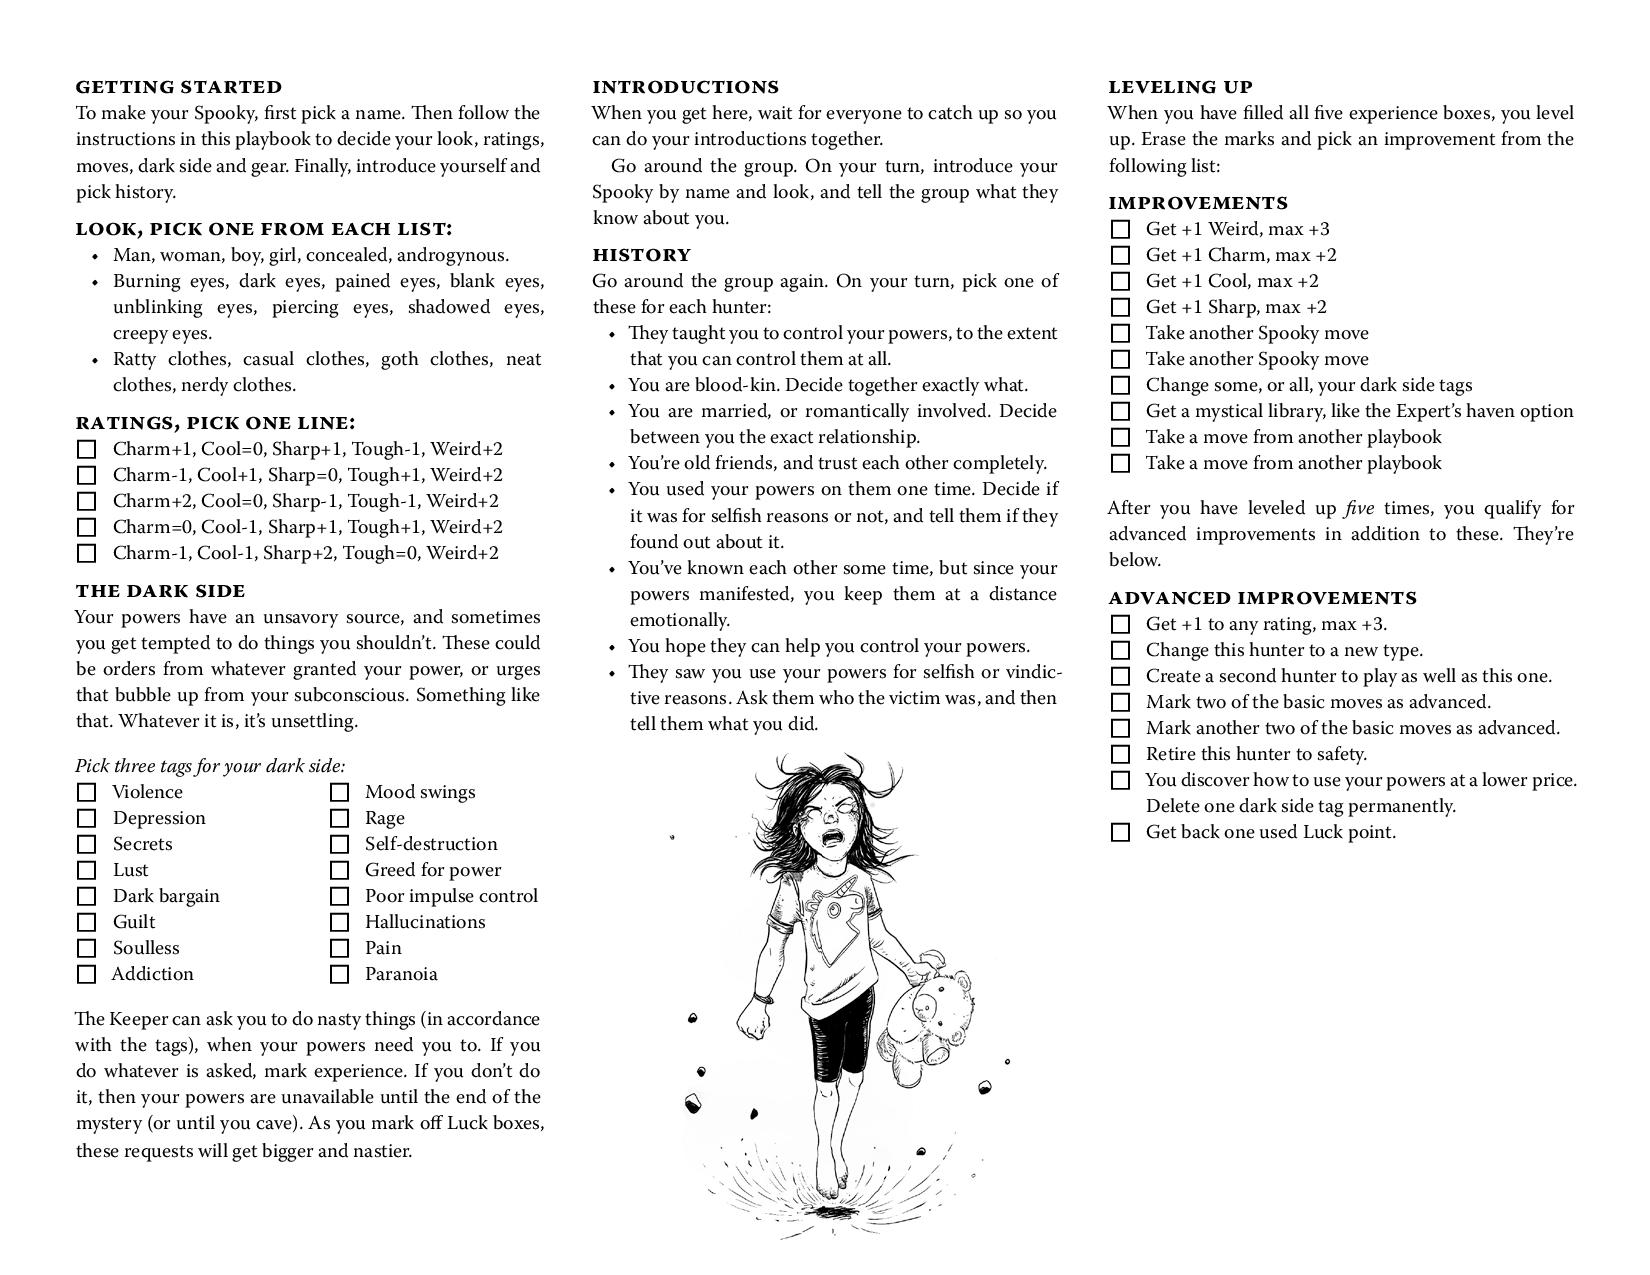 GETTING STARTED
To make your Spooky, first pick a name. Then follow the
instructions in this playbook to decide your look, ratings,
moves, dark side and gear. Finally, introduce yourself and
pick history.
LOOK, PICK ONE FROM EACH LIST:
• Man, woman, boy, girl, concealed, androgynous.
• Burning eyes, dark eyes, pained eyes, blank eyes,
unblinking eyes, piercing eyes, shadowed eyes,
creepy eyes.
• Ratty clothes, casual clothes, goth clothes, neat
clothes, nerdy clothes.
RATINGS, PICK ONE LINE:
Charm+1, Cool=0, Sharp+1, Tough-1, Weird+2
Charm-1, Cool+1, Sharp=0, Tough+1, Weird+2
Charm+2, Cool=0, Sharp-1, Tough-1, Weird+2
Charm=0, Cool-1, Sharp+1, Tough+1, Weird+2
Charm-1, Cool-1, Sharp+2, Tough=0, Weird+2
THE DARK SIDE
Your powers have an unsavory source, and sometimes
you get tempted to do things you shouldn't. These could
be orders from whatever granted your power, or urges
that bubble up from your subconscious. Something like
that. Whatever it is, it's unsettling.
Pick three tags for your dark side:
Violence
Depression
Secrets
Lust
Dark bargain
Guilt
Soulless
Addiction
Mood swings
Rage
Self-destruction
Greed for power
Poor impulse control
Hallucinations
Pain
Paranoia
The Keeper can ask you to do nasty things (in accordance
with the tags), when your powers need you to. If you
do whatever is asked, mark experience. If you don't do
it, then your powers are unavailable until the end of the
mystery (or until you cave). As you mark off Luck boxes,
these requests will get bigger and nastier.
INTRODUCTIONS
When you get here, wait for everyone to catch up so you
can do your introductions together.
Go around the group. On your turn, introduce your
Spooky by name and look, and tell the group what they
know about you.
HISTORY
Go around the group again. On your turn, pick one of
these for each hunter:
• They taught you to control your powers, to the extent
that you can control them at all.
• You are blood-kin. Decide together exactly what.
• You are married, or romantically involved. Decide
between you the exact relationship.
• You're old friends, and trust each other completely.
• You used your powers on them one time. Decide if
it was for selfish reasons or not, and tell them if they
found out about it.
• You've known each other some time, but since your
powers manifested, you keep them at a distance
emotionally.
• You hope they can help you control your powers.
• They saw you use your powers for selfish or vindic-
tive reasons. Ask them who the victim was, and then
tell them what you did.
LEVELING UP
When you have filled all five experience boxes, you level
up. Erase the marks and pick an improvement from the
following list:
IMPROVEMENTS
Get +1 Weird, max +3
Get +1 Charm, max +2
Get +1 Cool, max +2
Get +1 Sharp, max +2
Take another Spooky move
Take another Spooky move
Change some, or all, your dark side tags
Get a mystical library, like the Expert's haven option
Take a move from another playbook
Take a move from another playbook
After you have leveled up five times, you qualify for
advanced improvements in addition to these. They're
below.
ADVANCED IMPROVEMENTS
Get +1 to any rating, max +3.
Change this hunter to a new type.
Create a second hunter to play as well as this one.
Mark two of the basic moves as advanced.
Mark another two of the basic moves as advanced.
Retire this hunter to safety.
You discover how to use your powers at a lower price.
Delete one dark side tag permanently.
Get back one used Luck point.